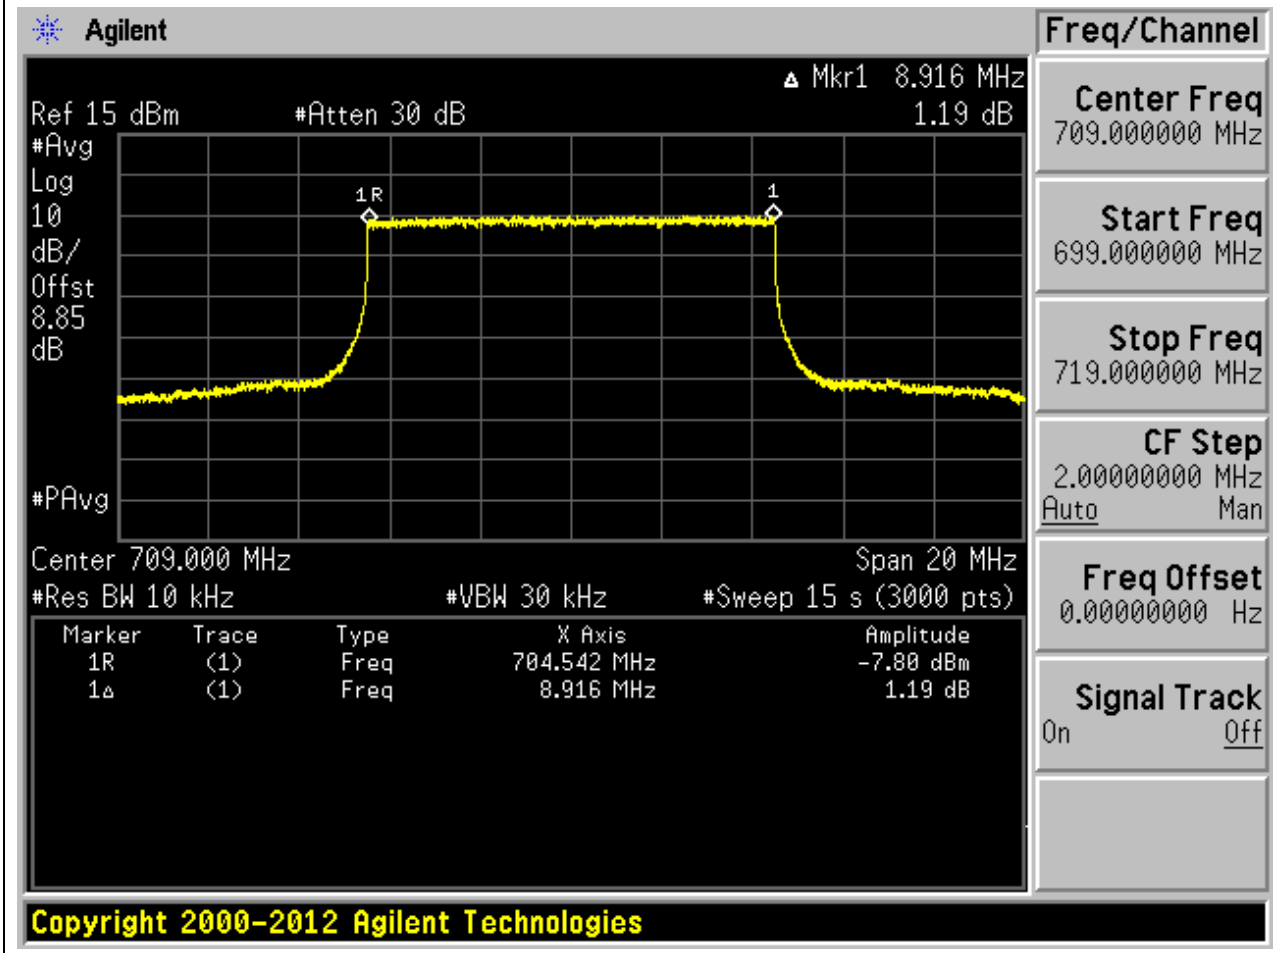 Agilent
Freq/Channel
Δ Mkr1 8.916 MHz
Ref 15 dBm #Atten 30 dB 1.19 dB
#Avg
Log
10
dB/
Offst
8.85
dB
1R
1
#PAvg
Center 709.000 MHz Span 20 MHz
#Res BW 10 kHz #VBW 30 kHz #Sweep 15 s (3000 pts)
Marker Trace Type X Axis Amplitude
1R (1) Freq 704.542 MHz -7.80 dBm
1Δ (1) Freq 8.916 MHz 1.19 dB
Center Freq
709.000000 MHz
Start Freq
699.000000 MHz
Stop Freq
719.000000 MHz
CF Step
2.00000000 MHz
Auto Man
Freq Offset
0.00000000 Hz
Signal Track
On Off
Copyright 2000-2012 Agilent Technologies